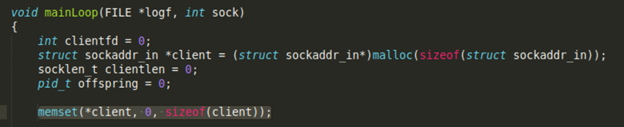 void mainLoop(FILE *logf, int sock)
{
int clientfd = 0;
struct sockaddr_in *client = (struct sockaddr_in*)malloc(sizeof(struct sockaddr_in));
socklen_t clientlen = 0;
pid_t offspring = 0;
memset(*client, 0, sizeof(client));